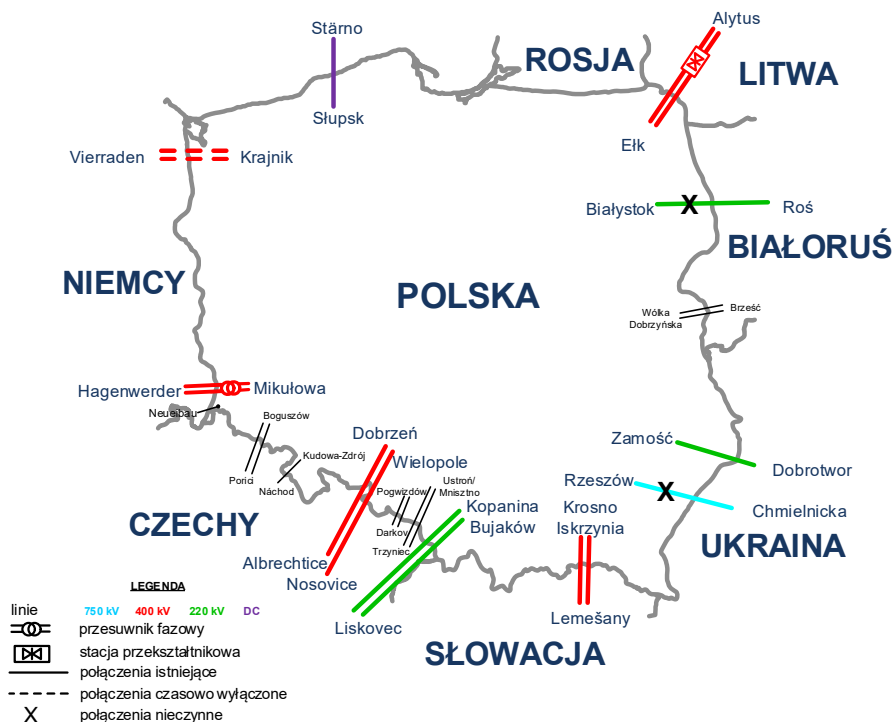 Stärno
Alytus
ROSJA
LITWA
Słupsk
Ełk
Vierraden
Krajnik
Białystok
Roś
BIAŁORUŚ
NIEMCY
POLSKA
Wólka
Dobrzyńska
Brześć
Hagenwerder
Mikułowa
Neueibau
Boguszów
Dobrzeń
Zamość
Kudowa-Zdrój
Wielopole
Dobrotwor
Porici
Náchod
Pogwizdów
Ustroń/
Mnisztno
Rzeszów
Kopanina
Bujaków
Krosno
Iskrzynia
Chmielnicka
CZECHY
Darkov
Trzyniec
UKRAINA
Albrechtice
Nosovice
LEGENDA
linie
750 kV
400 kV
220 kV
DC
Liskovec
Lemešany
SŁOWACJA
przesuwnik fazowy
stacja przekształtnikowa
połączenia istniejące
połączenia czasowo wyłączone
X połączenia nieczynne
X
X